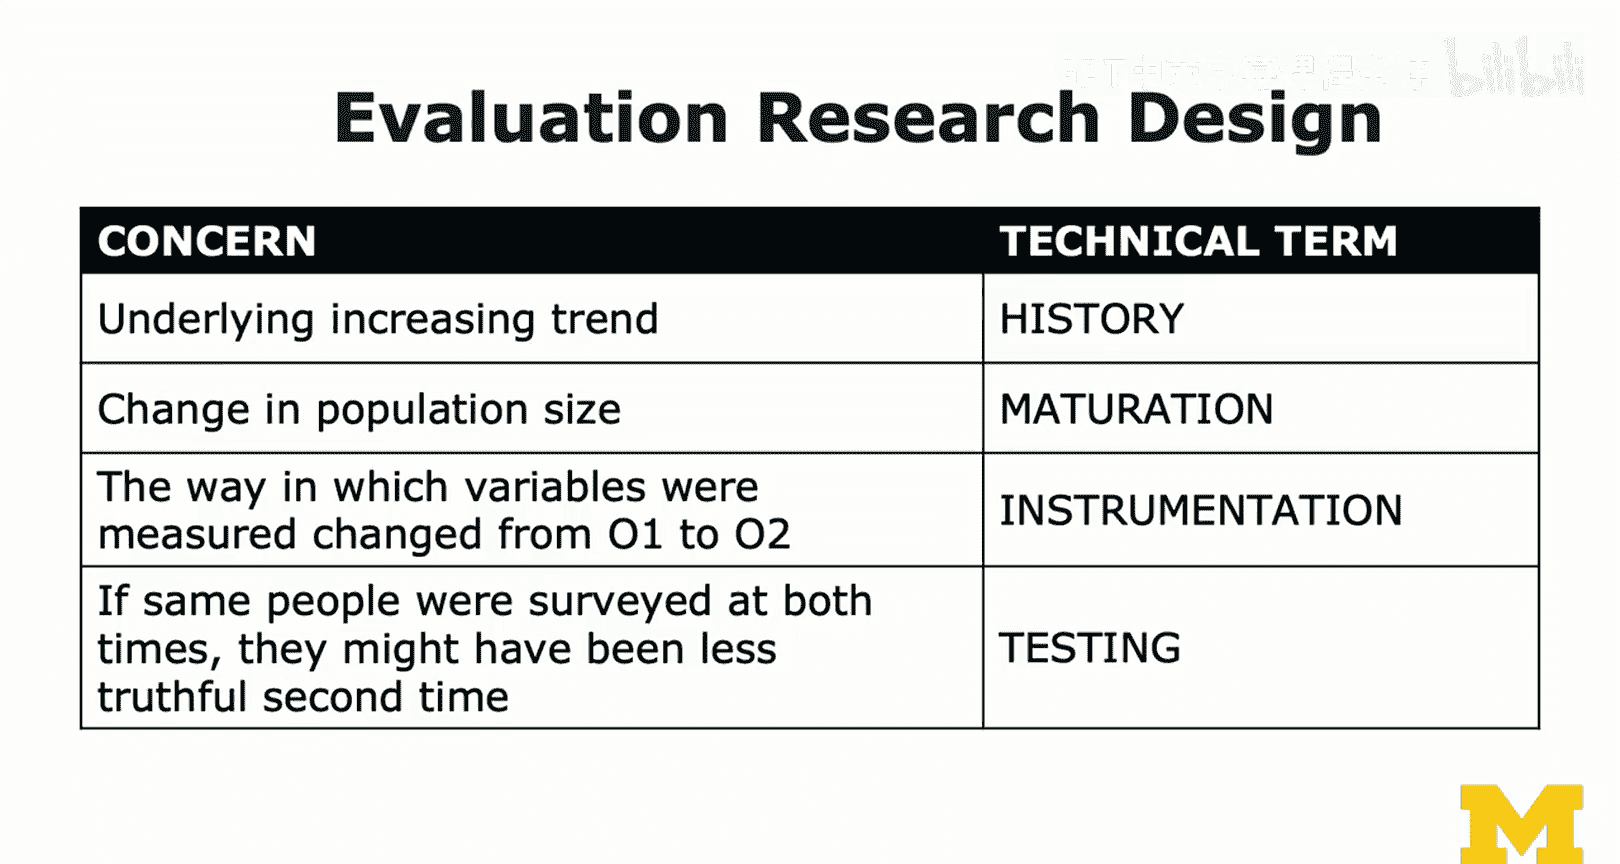 bilibili
Evaluation Research Design
CONCERN TECHNICAL TERM
Underlying increasing trend HISTORY
Change in population size MATURATION
The way in which variables were
measured changed from O1 to O2 INSTRUMENTATION
If same people were surveyed at both
times, they might have been less
truthful second time TESTING
M